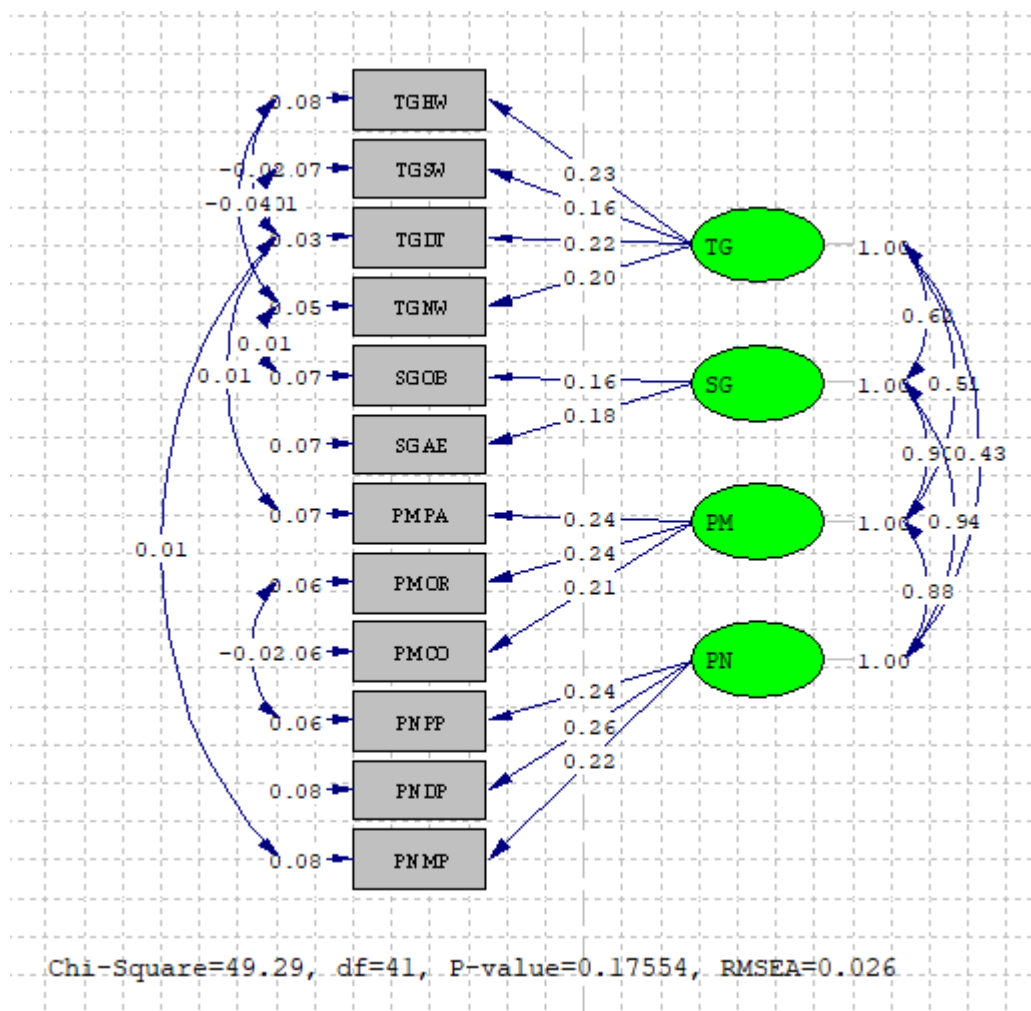 0.08 TGHW
0.23
-0.02 0.07 TGSW
0.16
-0.04
0.03 TGDT
0.22 TG 1.00
0.20
0.05 TGNW
0.62
0.01
0.01 0.07 SGOB
0.16 SG 1.00 0.51
0.18
0.07 SGAE
0.43
0.07 PMPA
0.24 PM 1.00 0.94
0.01
0.24
0.06 PMOR
0.21
0.88
-0.02 0.06 PMCO
PN 1.00
0.24
0.06 PNPP
0.26
0.22
0.08 PNDP
0.08 PNMP
Chi-Square=49.29, df=41, P-value=0.17554, RMSEA=0.026